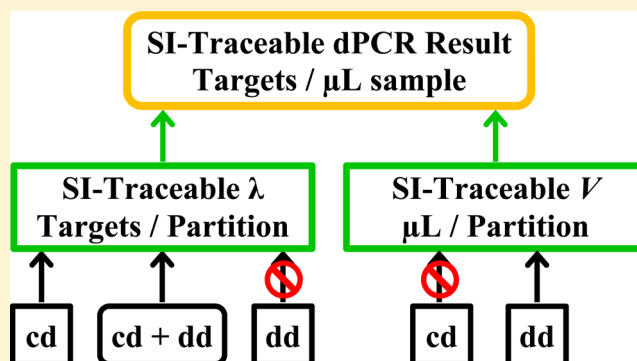 SI-Traceable dPCR Result
Targets / μL sample
SI-Traceable λ
Targets / Partition
SI-Traceable V
μL / Partition
cd
cd + dd
dd
cd
dd